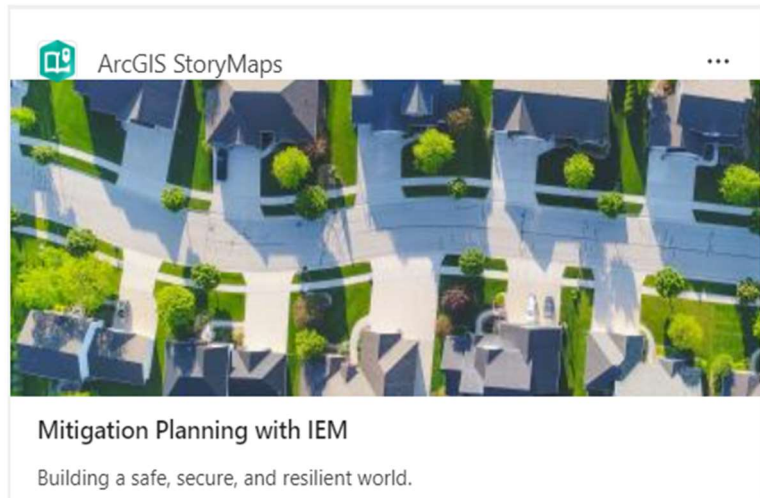 ArcGIS StoryMaps
Mitigation Planning with IEM
Building a safe, secure, and resilient world.